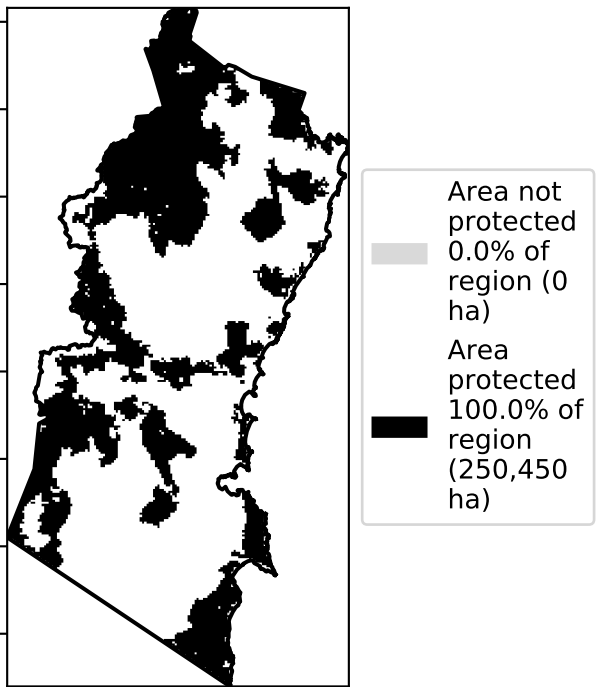 Area not
protected
0.0% of
region (0
ha)
Area
protected
100.0% of
region
(250,450
ha)